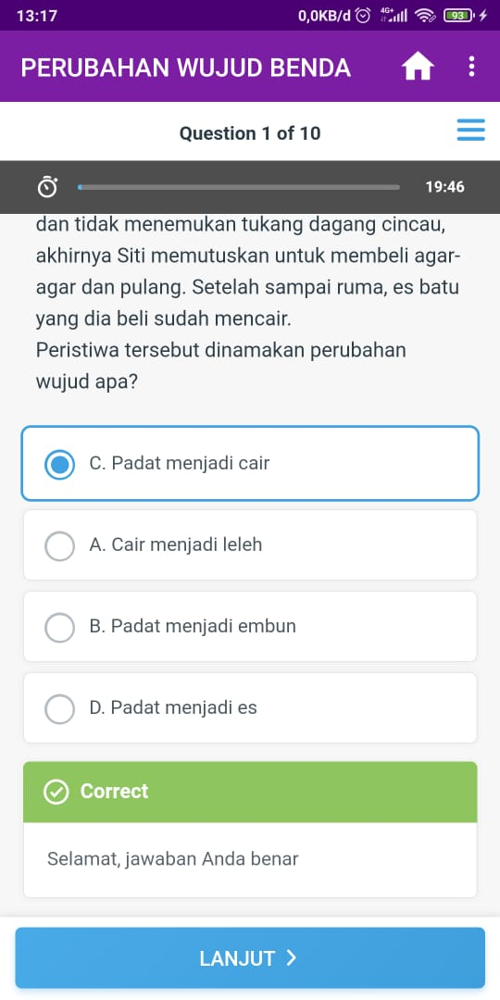 13:17 0,0KB/d 4G+ 93
PERUBAHAN WUJUD BENDA
Question 1 of 10
19:46
dan tidak menemukan tukang dagang cincau,
akhirnya Siti memutuskan untuk membeli agar-
agar dan pulang. Setelah sampai ruma, es batu
yang dia beli sudah mencair.
Peristiwa tersebut dinamakan perubahan
wujud apa?
C. Padat menjadi cair
A. Cair menjadi leleh
B. Padat menjadi embun
D. Padat menjadi es
Correct
Selamat, jawaban Anda benar
LANJUT